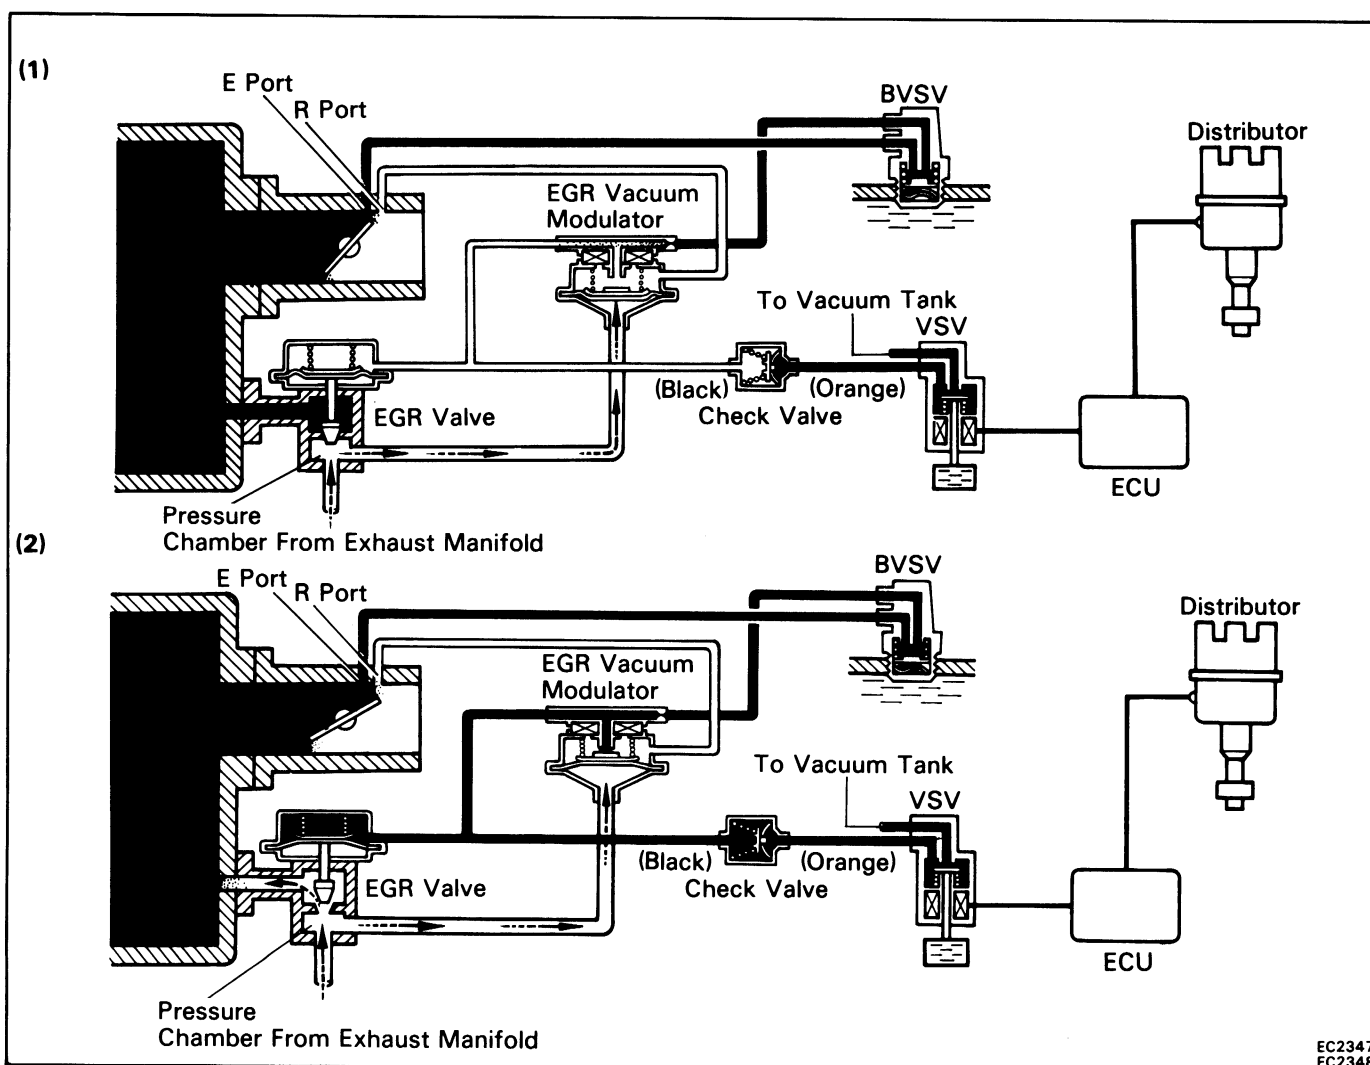 (1)
E Port
R Port
BVSV
Distributor
EGR Vacuum
Modulator
To Vacuum Tank
VSV
(Black)
(Orange)
Check Valve
EGR Valve
ECU
Pressure
Chamber From Exhaust Manifold
(2)
E Port
R Port
BVSV
Distributor
EGR Vacuum
Modulator
To Vacuum Tank
VSV
(Black)
(Orange)
Check Valve
EGR Valve
ECU
Pressure
Chamber From Exhaust Manifold
EC2347
EC2348